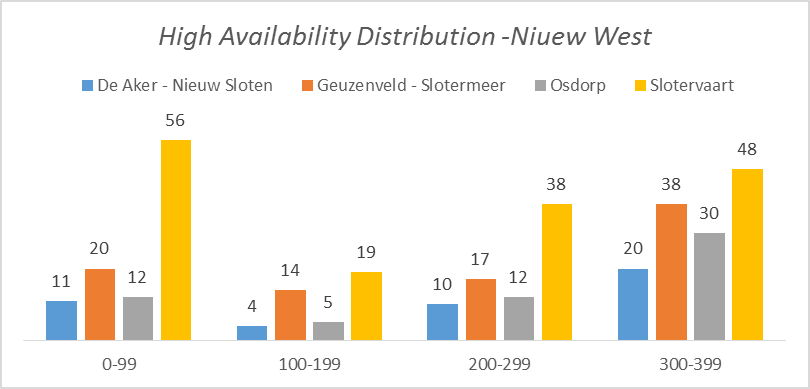 High Availability Distribution -Niuew West
De Aker - Nieuw Sloten Geuzenveld - Slotermeer Osdorp Slotervaart
11 20 12 56
4 14 5 19
10 17 12 38
20 38 30 48
0-99 100-199 200-299 300-399